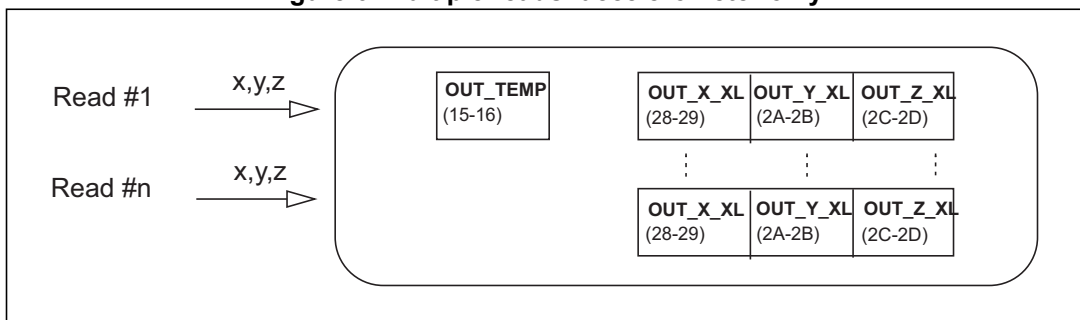 Read #1
x,y,z
OUT_TEMP
(15-16)
OUT_X_XL OUT_Y_XL OUT_Z_XL
(28-29) (2A-2B) (2C-2D)
Read #n
x,y,z
OUT_X_XL OUT_Y_XL OUT_Z_XL
(28-29) (2A-2B) (2C-2D)